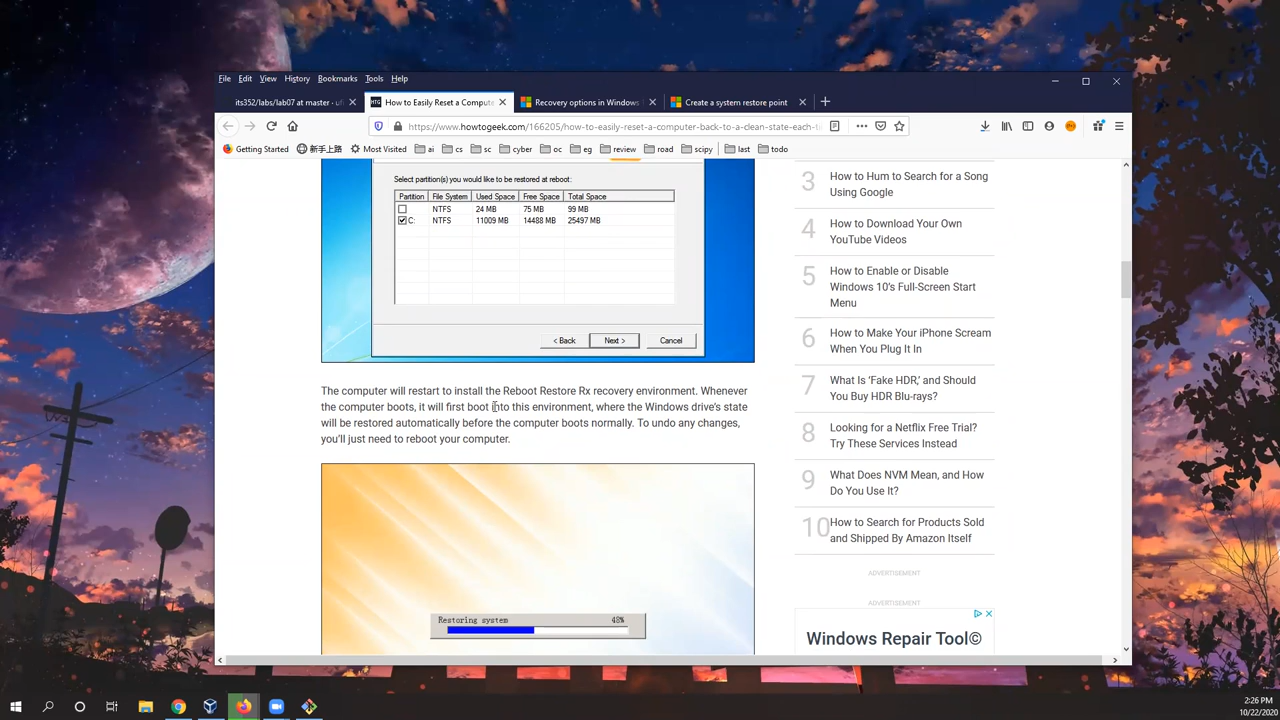 File Edit View History Bookmarks Tools Help
its352/labs/lab07 at master · uf
How to Easily Reset a Compute
Recovery options in Windows
Create a system restore point
https://www.howtogeek.com/166205/how-to-easily-reset-a-computer-back-to-a-clean-state-each-ti
Getting Started 新手上路 Most Visited ai cs sc cyber oc eg review road scipy last todo
Select partition(s) you would like to be restored at reboot:
Partition File System Used Space Free Space Total Space
NTFS 24 MB 75 MB 99 MB
C: NTFS 11009 MB 14488 MB 25497 MB
< Back Next > Cancel
The computer will restart to install the Reboot Restore Rx recovery environment. Whenever
the computer boots, it will first boot into this environment, where the Windows drive's state
will be restored automatically before the computer boots normally. To undo any changes,
you'll just need to reboot your computer.
Restoring system 48%
3 How to Hum to Search for a Song
Using Google
4 How to Download Your Own
YouTube Videos
5 How to Enable or Disable
Windows 10's Full-Screen Start
Menu
6 How to Make Your iPhone Scream
When You Plug It In
7 What Is 'Fake HDR,' and Should
You Buy HDR Blu-rays?
8 Looking for a Netflix Free Trial?
Try These Services Instead
9 What Does NVM Mean, and How
Do You Use It?
10 How to Search for Products Sold
and Shipped By Amazon Itself
ADVERTISEMENT
ADVERTISEMENT
Windows Repair Tool©
2:26 PM
10/22/2020